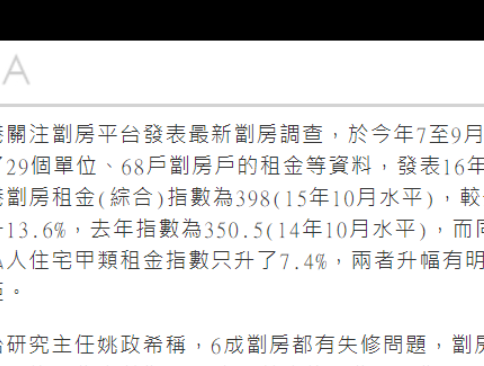 A
關注劏房平台發表最新劏房調查，於今年7至9月
29個單位、68戶劏房戶的租金等資料，發表16年
劏房租金(綜合)指數為398(15年10月水平)，較
13.6%，去年指數為350.5(14年10月水平)，而同
人住宅甲類租金指數只升了7.4%，兩者升幅有明
。
研究主任姚政希稱，6成劏房都有失修問題，劏房